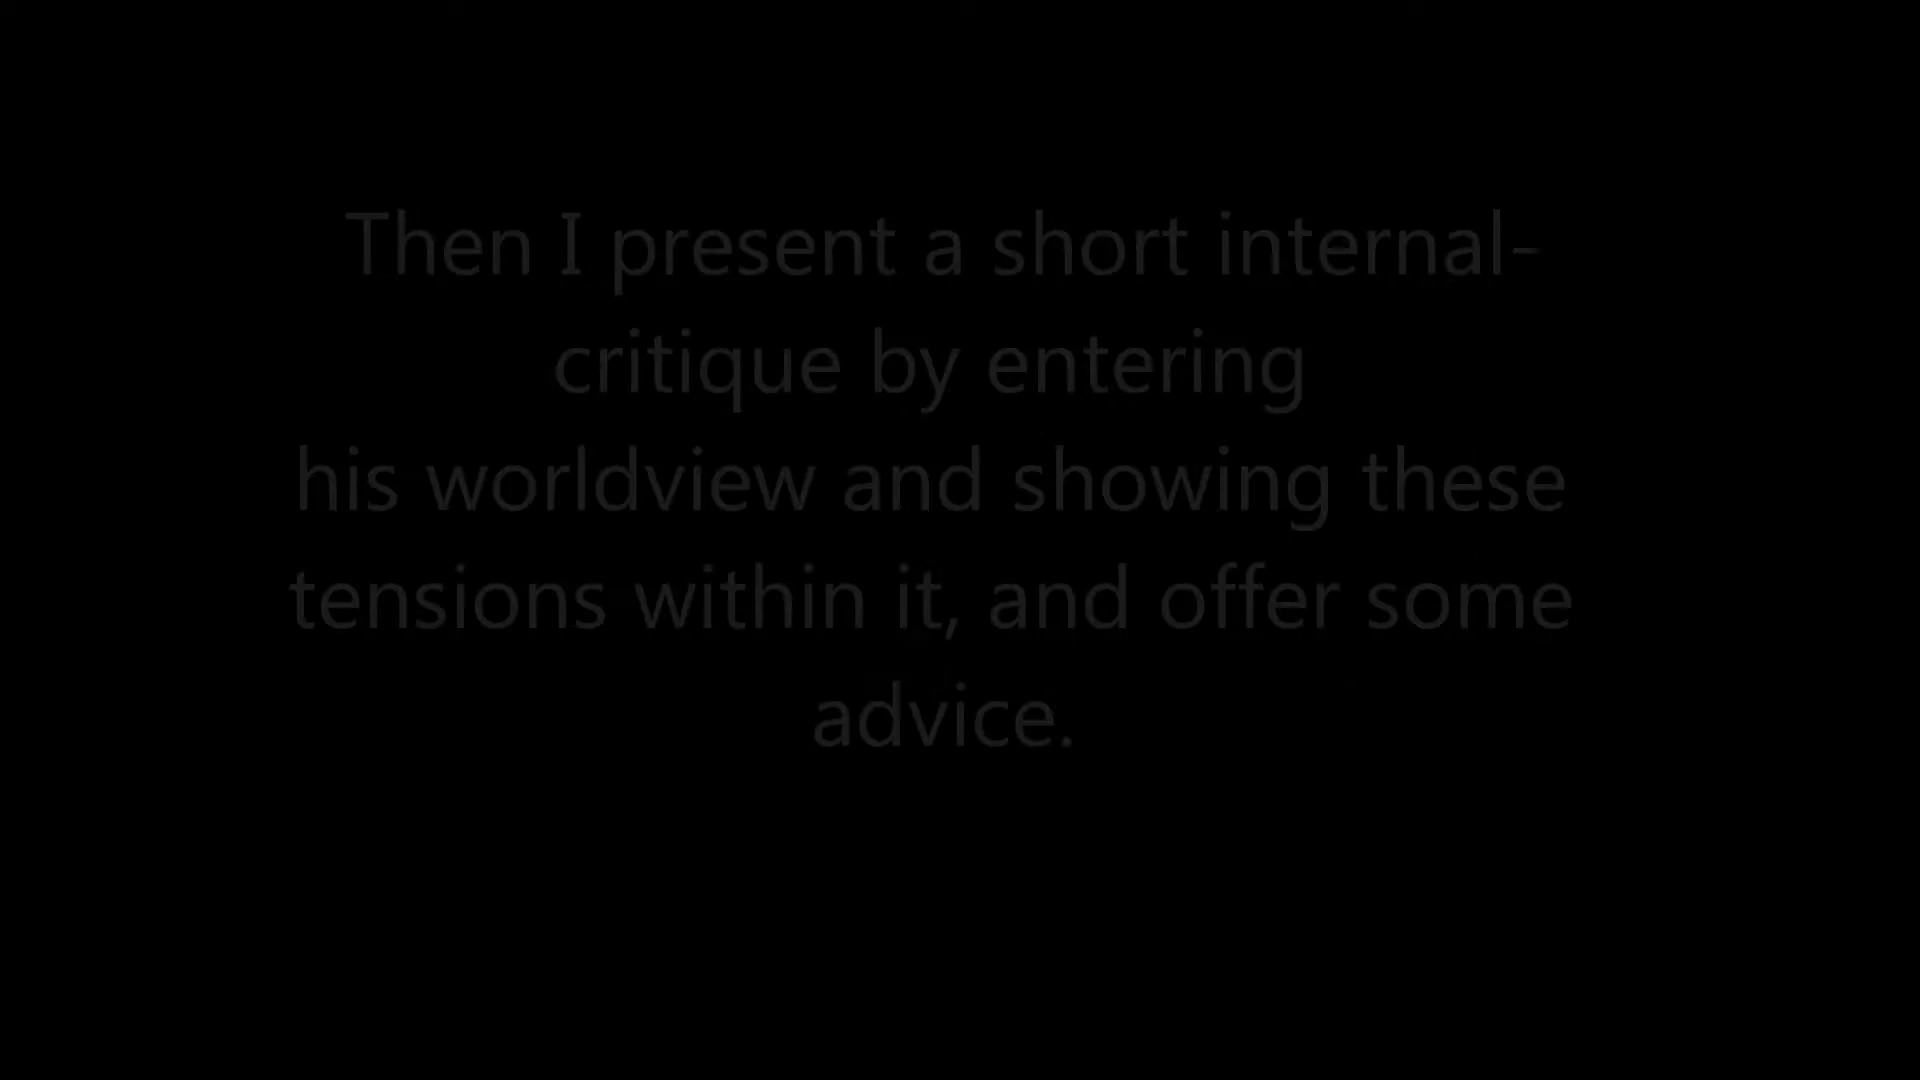 Then I present a short internal-
critique by entering
his worldview and showing these
tensions within it, and offer some
advice.